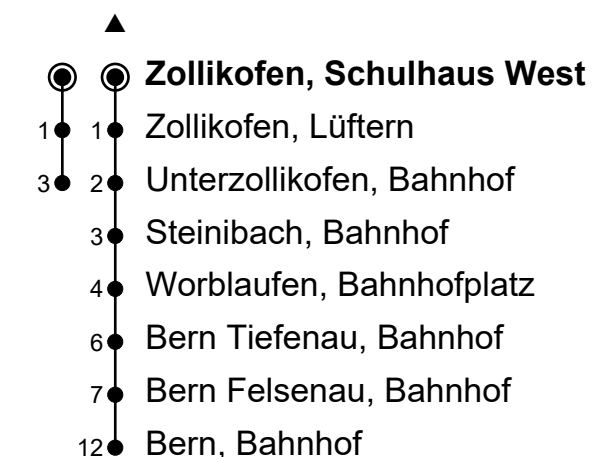 Zollikofen, Schulhaus West
1 1 Zollikofen, Lüftern
3 2 Unterzollikofen, Bahnhof
3 Steinibach, Bahnhof
4 Worblaufen, Bahnhofplatz
6 Bern Tiefenau, Bahnhof
7 Bern Felsenau, Bahnhof
12 Bern, Bahnhof